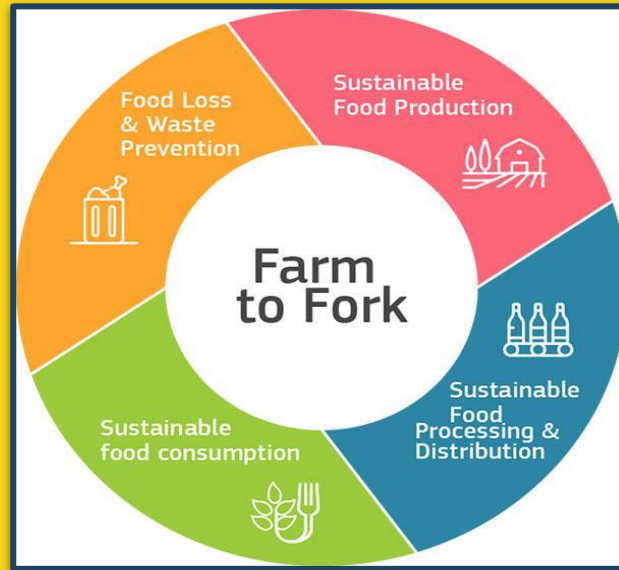 Food Loss
& Waste
Prevention
Sustainable
Food Production
Farm
to Fork
Sustainable
Food
Processing &
Distribution
Sustainable
food consumption